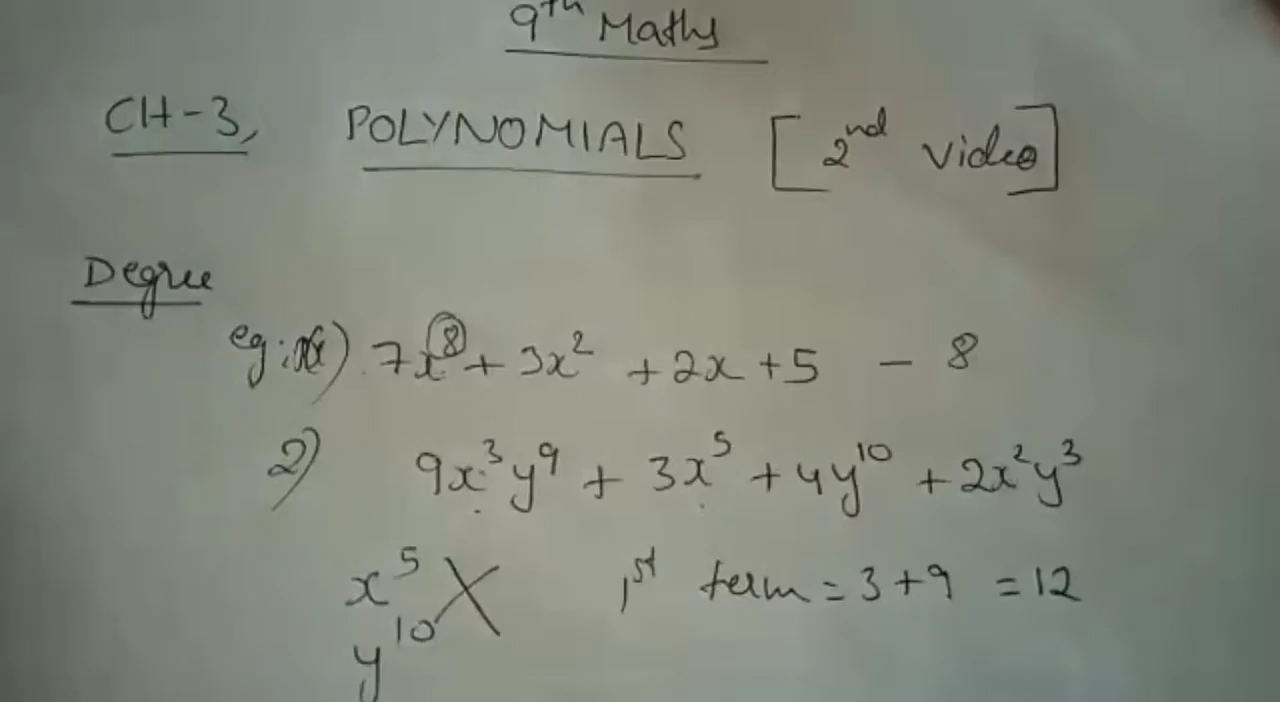 9th Maths
CH-3, POLYNOMIALS [2nd video]
Degree
eg: ) 7x⁸ + 3x² + 2x + 5 - 8
2) 9x³y⁹ + 3x⁵ + 4y¹⁰ + 2x²y³
x⁵ 1st term = 3+9 = 12
y¹⁰